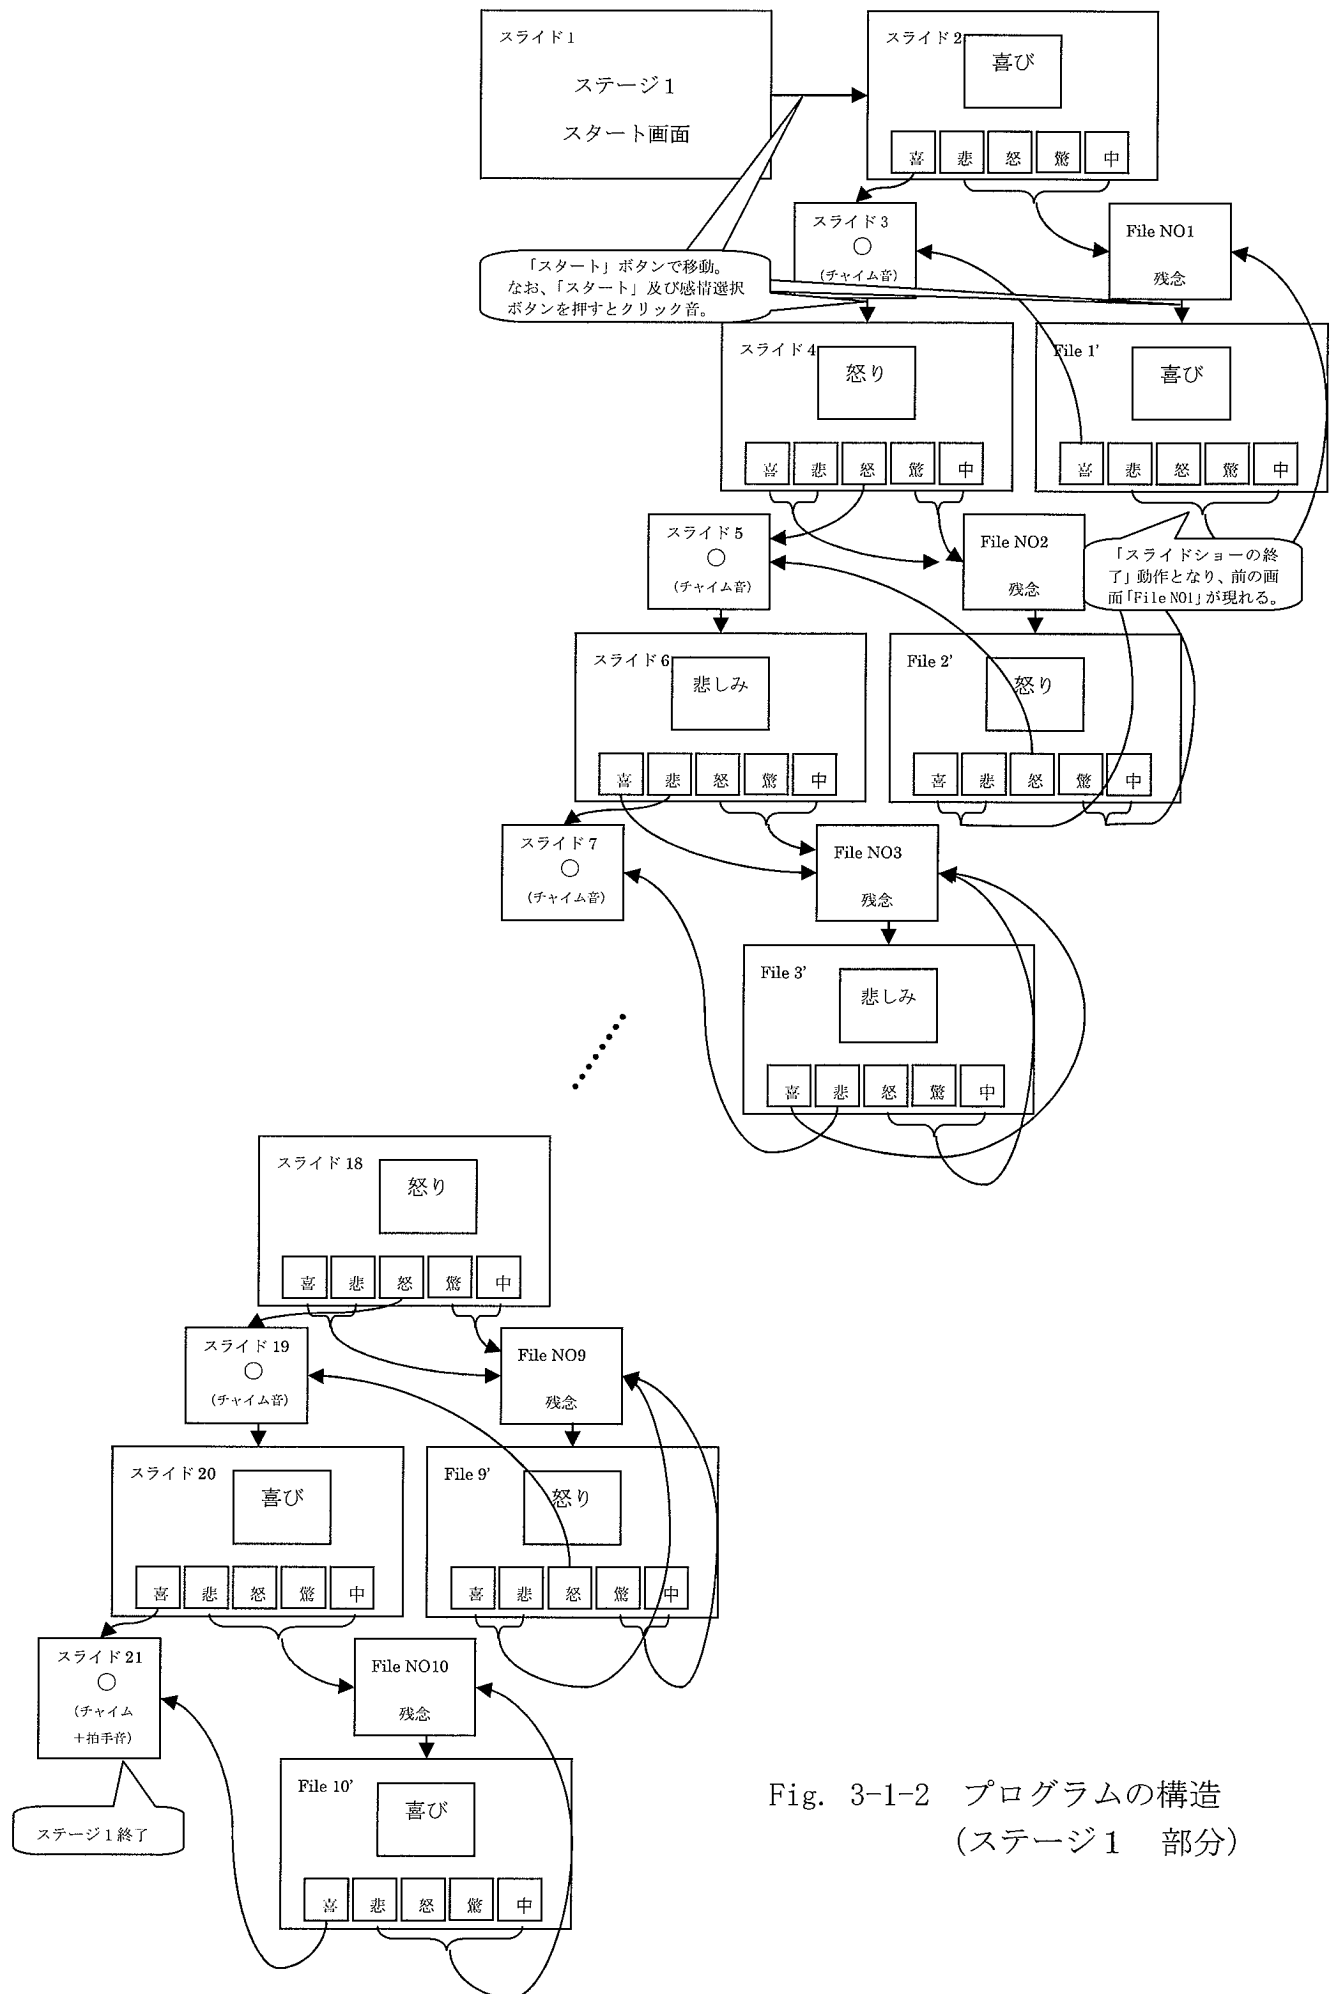 スライド1
ステージ1
スタート画面
スライド2
喜び
喜 悲 怒 驚 中
スライド3
○
(チャイム音)
File NO1
残念
「スタート」ボタンで移動。
なお、「スタート」及び感情選択
ボタンを押すとクリック音。
スライド4
怒り
喜 悲 怒 驚 中
File 1'
喜び
喜 悲 怒 驚 中
スライド5
○
(チャイム音)
File NO2
残念
「スライドショーの終
了」動作となり、前の画
面「File NO1」が現れる。
スライド6
悲しみ
喜 悲 怒 驚 中
File 2'
怒り
喜 悲 怒 驚 中
スライド7
○
(チャイム音)
File NO3
残念
File 3'
悲しみ
喜 悲 怒 驚 中
スライド18
怒り
喜 悲 怒 驚 中
スライド19
○
(チャイム音)
File NO9
残念
スライド20
喜び
喜 悲 怒 驚 中
File 9'
怒り
喜 悲 怒 驚 中
スライド21
○
(チャイム
+拍手音)
File NO10
残念
ステージ1終了
File 10'
喜び
喜 悲 怒 驚 中
Fig. 3-1-2 プログラムの構造
(ステージ1 部分)